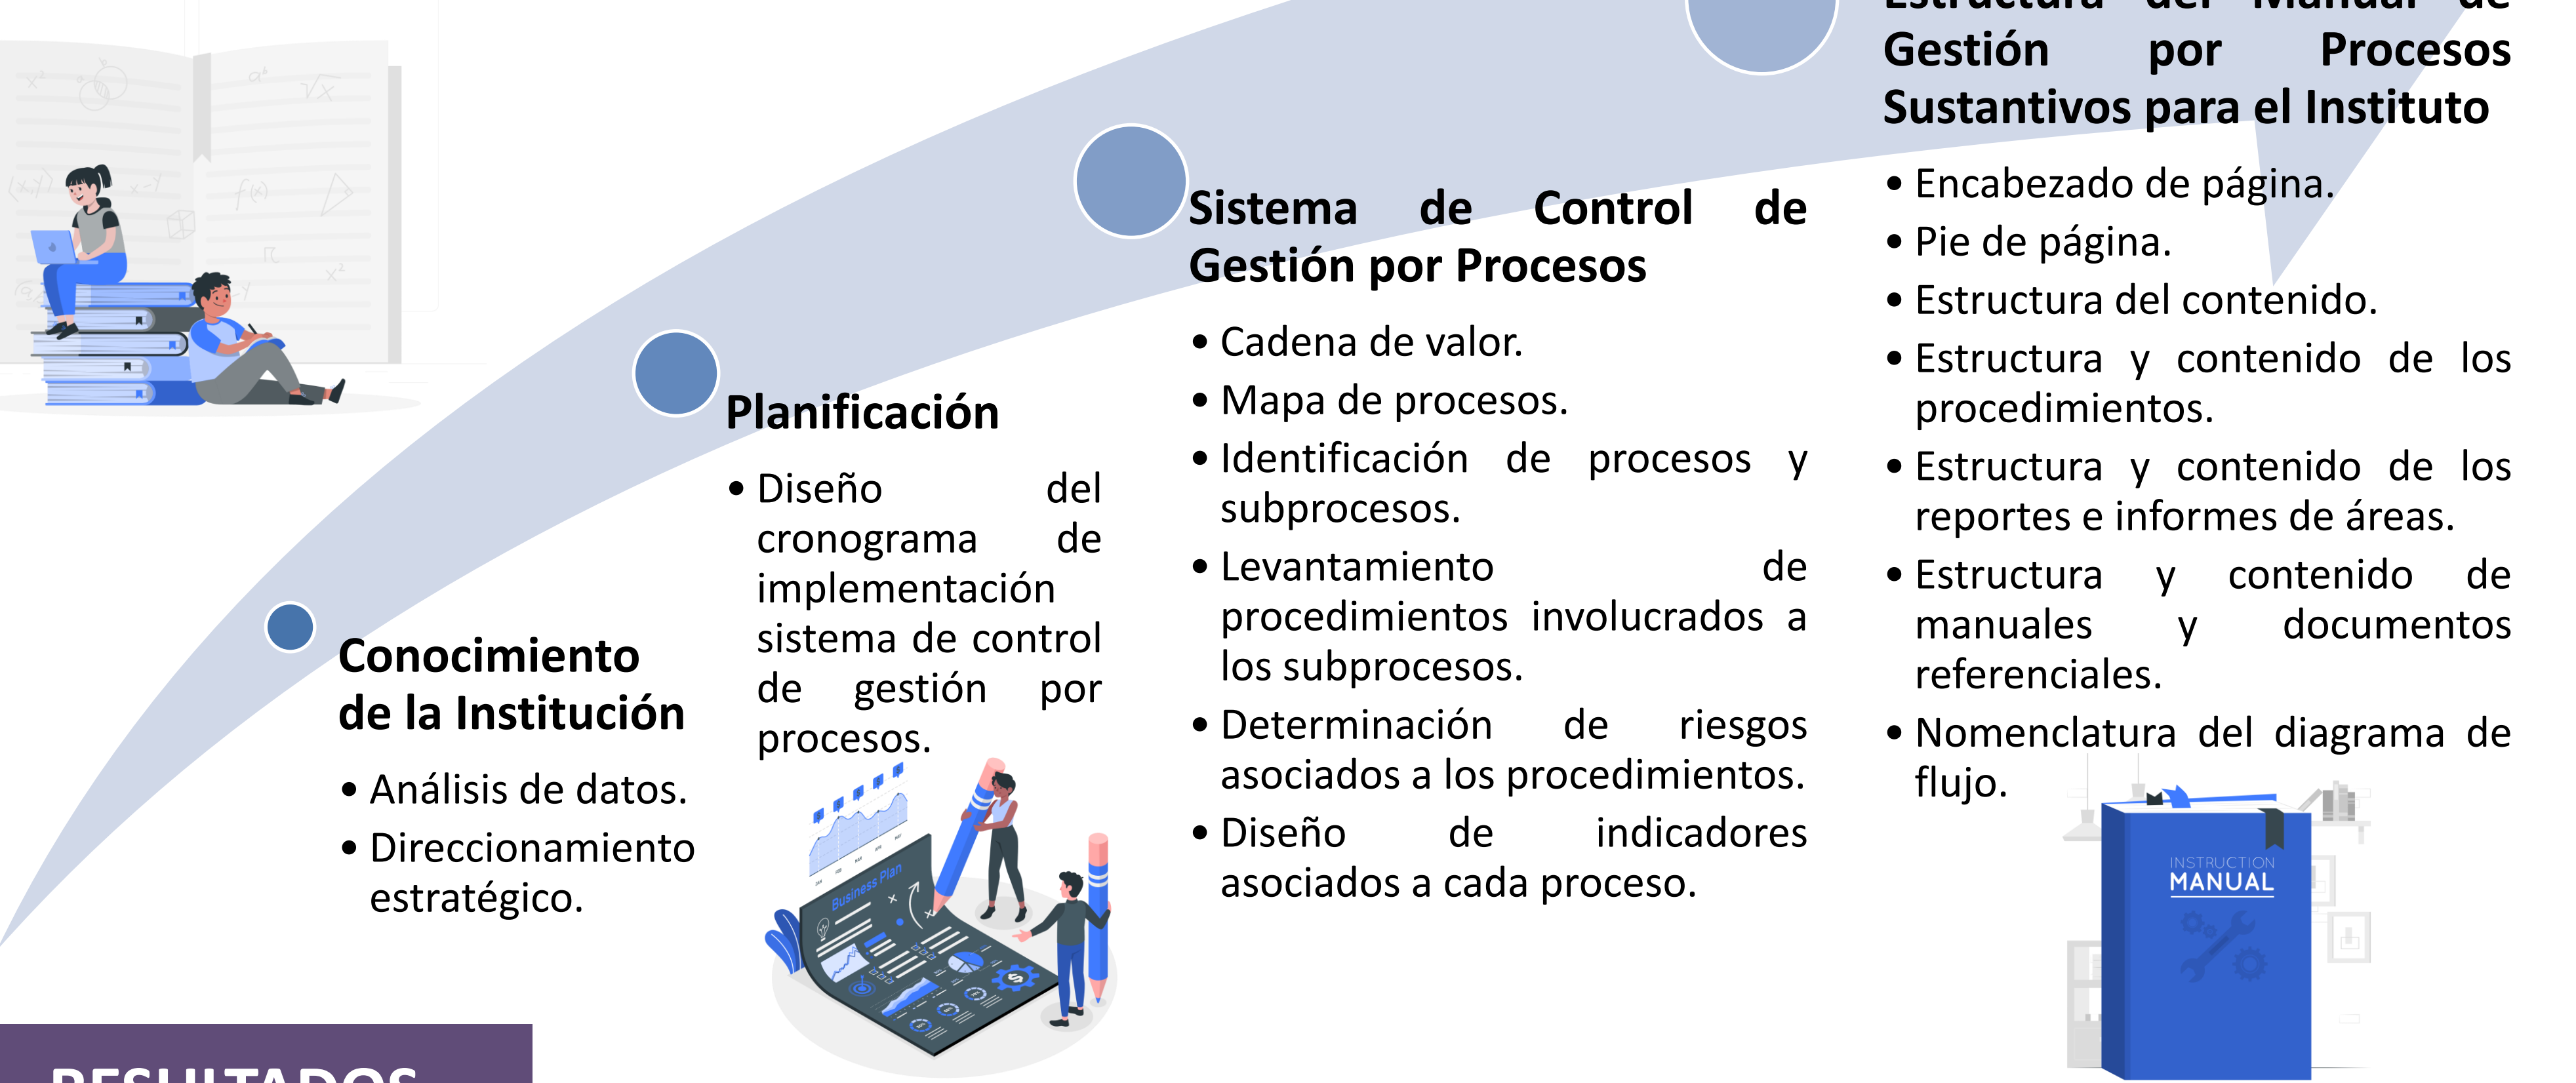 Conocimiento
de la Institución
• Análisis de datos.
• Direccionamiento
estratégico.
Planificación
• Diseño del
cronograma de
implementación
sistema de control
de gestión por
procesos.
Business Plan
Sistema de Control de
Gestión por Procesos
• Cadena de valor.
• Mapa de procesos.
• Identificación de procesos y
subprocesos.
• Levantamiento de
procedimientos involucrados a
los subprocesos.
• Determinación de riesgos
asociados a los procedimientos.
• Diseño de indicadores
asociados a cada proceso.
Estructura del Manual de
Gestión por Procesos
Sustantivos para el Instituto
• Encabezado de página.
• Pie de página.
• Estructura del contenido.
• Estructura y contenido de los
procedimientos.
• Estructura y contenido de los
reportes e informes de áreas.
• Estructura y contenido de
manuales y documentos
referenciales.
• Nomenclatura del diagrama de
flujo.
INSTRUCTION
MANUAL
RESULTADOS